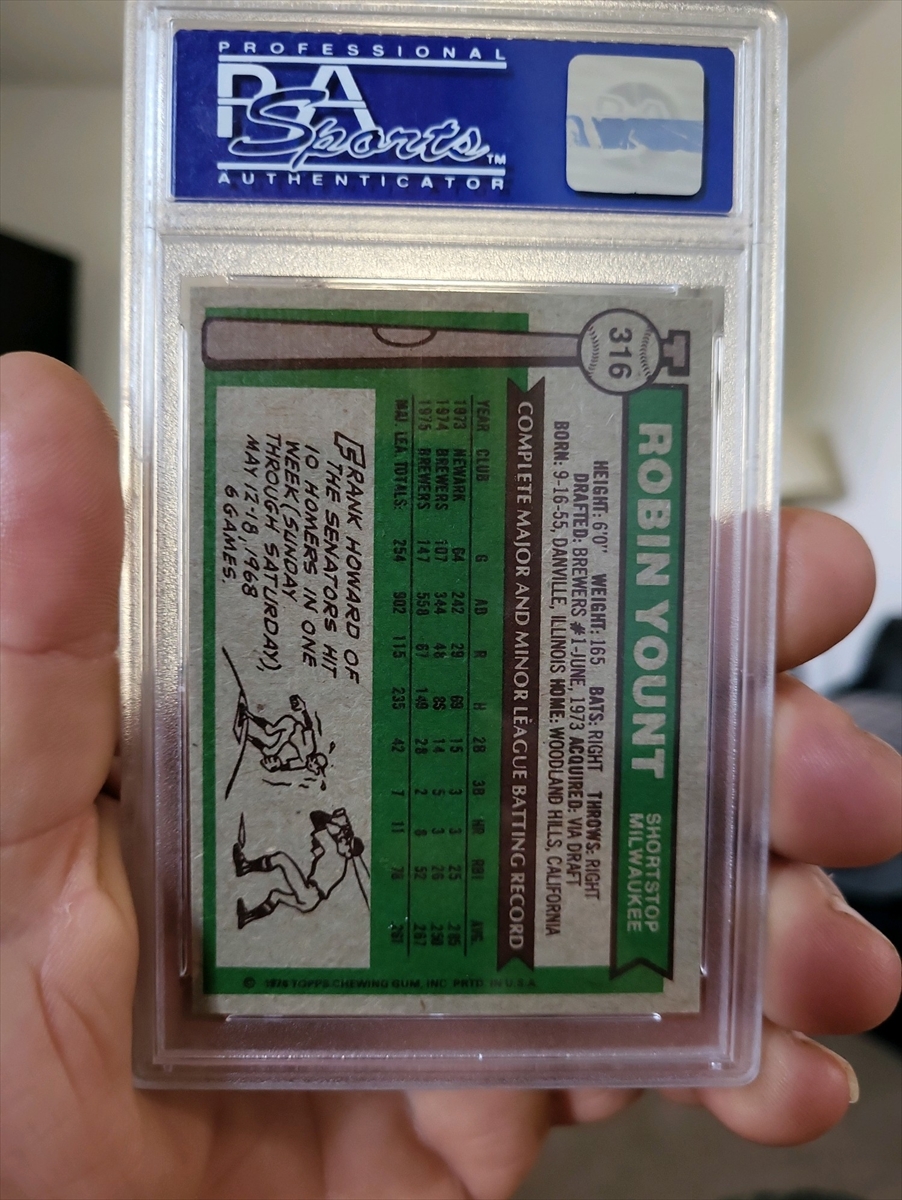 PROFESSIONAL
PSA
Sports™
AUTHENTICATOR
316
ROBIN YOUNT
SHORTSTOP
MILWAUKEE
HEIGHT: 6'0" WEIGHT: 165 BATS: RIGHT THROWS: RIGHT
DRAFTED: BREWERS #1-JUNE, 1973 ACQUIRED: VIA DRAFT
BORN: 9-16-55, DANVILLE, ILLINOIS HOME: WOODLAND HILLS, CALIFORNIA
COMPLETE MAJOR AND MINOR LEAGUE BATTING RECORD
YEAR CLUB G AB R H 2B 3B HR RBI AVG.
1973 NEWARK 64 242 29 69 15 3 3 25 .285
1974 BREWERS 107 344 48 86 14 5 3 26 .250
1975 BREWERS 147 558 67 149 28 2 8 52 .267
MAJ. LEA. TOTALS: 254 902 115 235 42 7 11 78 .261
FRANK HOWARD OF
THE SENATORS HIT
10 HOMERS IN ONE
WEEK (SUNDAY
THROUGH SATURDAY),
MAY 12-18, 1968
6 GAMES.
© 1976 TOPPS CHEWING GUM, INC. PRTD. IN U.S.A.